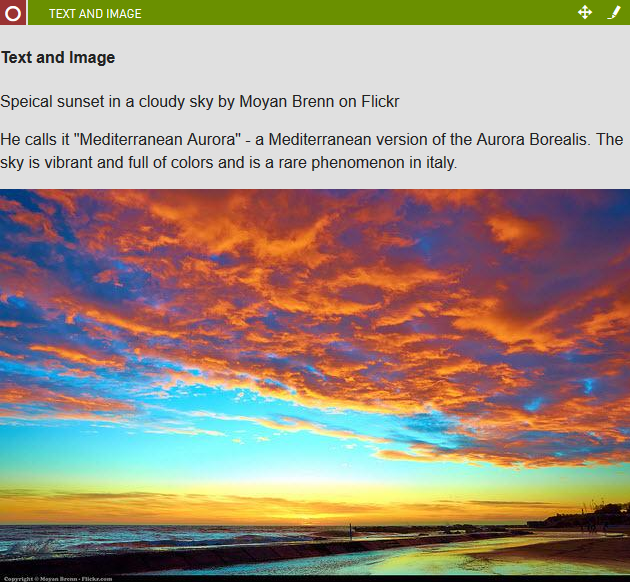 TEXT AND IMAGE
Text and Image
Speical sunset in a cloudy sky by Moyan Brenn on Flickr
He calls it "Mediterranean Aurora" - a Mediterranean version of the Aurora Borealis. The
sky is vibrant and full of colors and is a rare phenomenon in italy.
Copyright © Moyan Brenn - Flickr.com